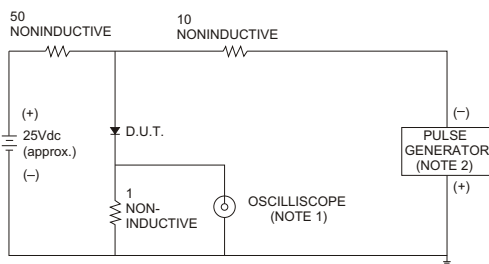 50
NONINDUCTIVE
10
NONINDUCTIVE
(+)
25Vdc
(approx.)
(–)
D.U.T.
1
NON-
INDUCTIVE
OSCILLISCOPE
(NOTE 1)
(–)
PULSE
GENERATOR
(NOTE 2)
(+)